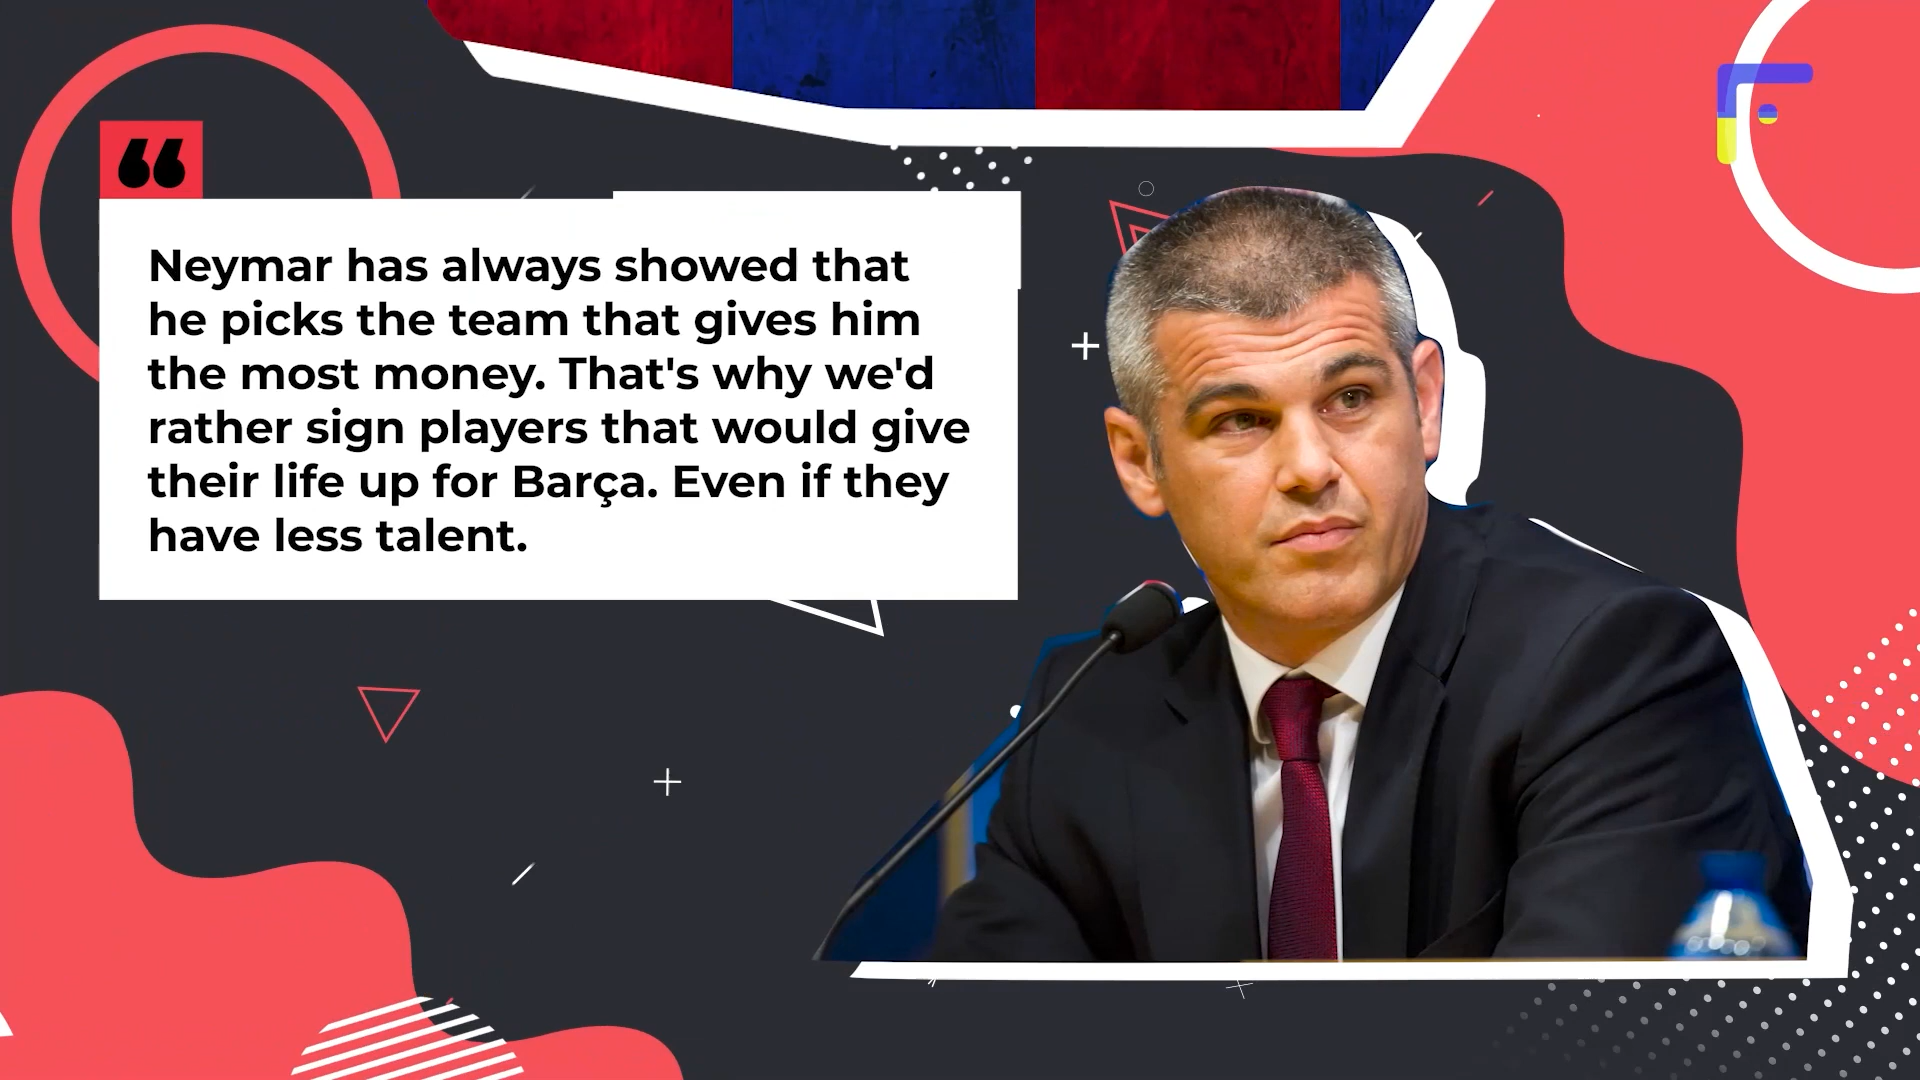 Neymar has always showed that
he picks the team that gives him
the most money. That's why we'd
rather sign players that would give
their life up for Barça. Even if they
have less talent.